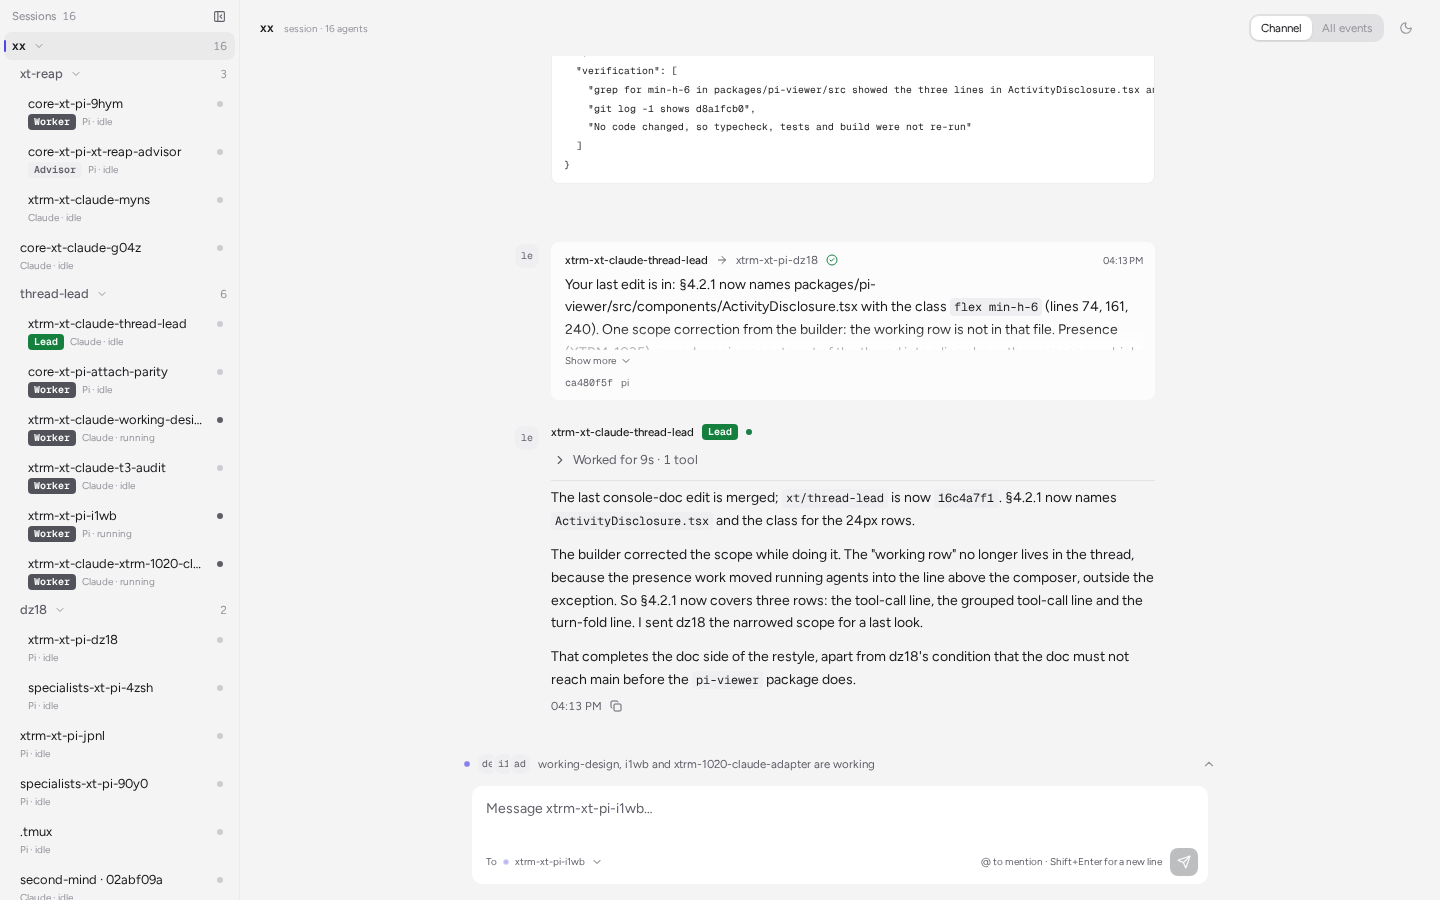 Sessions 16
xx 16
xt-reap 3
core-xt-pi-9hym
Worker Pi · idle
core-xt-pi-xt-reap-advisor
Advisor Pi · idle
xtrm-xt-claude-myns
Claude · idle
core-xt-claude-g04z
Claude · idle
thread-lead 6
xtrm-xt-claude-thread-lead
Lead Claude · idle
core-xt-pi-attach-parity
Worker Pi · idle
xtrm-xt-claude-working-desi...
Worker Claude · running
xtrm-xt-claude-t3-audit
Worker Claude · idle
xtrm-xt-pi-i1wb
Worker Pi · running
xtrm-xt-claude-xtrm-1020-cl...
Worker Claude · running
dz18 2
xtrm-xt-pi-dz18
Pi · idle
specialists-xt-pi-4zsh
Pi · idle
xtrm-xt-pi-jpnl
Pi · idle
specialists-xt-pi-90y0
Pi · idle
.tmux
Pi · idle
second-mind · 02abf09a
Claude · idle
xx session · 16 agents
Channel All events
"verification": [
"grep for min-h-6 in packages/pi-viewer/src showed the three lines in ActivityDisclosure.tsx
"git log -1 shows d8a1fcb0",
"No code changed, so typecheck, tests and build were not re-run"
]
}
le
xtrm-xt-claude-thread-lead → xtrm-xt-pi-dz18 04:13 PM
Your last edit is in: §4.2.1 now names packages/pi-
viewer/src/components/ActivityDisclosure.tsx with the class flex min-h-6 (lines 74, 161,
240). One scope correction from the builder: the working row is not in that file. Presence
Show more
ca480f5f pi
le
xtrm-xt-claude-thread-lead Lead
Worked for 9s · 1 tool
The last console-doc edit is merged; xt/thread-lead is now 16c4a7f1. §4.2.1 now names
ActivityDisclosure.tsx and the class for the 24px rows.
The builder corrected the scope while doing it. The "working row" no longer lives in the thread,
because the presence work moved running agents into the line above the composer, outside the
exception. So §4.2.1 now covers three rows: the tool-call line, the grouped tool-call line and the
turn-fold line. I sent dz18 the narrowed scope for a last look.
That completes the doc side of the restyle, apart from dz18's condition that the doc must not
reach main before the pi-viewer package does.
04:13 PM
de i1 ad working-design, i1wb and xtrm-1020-claude-adapter are working
Message xtrm-xt-pi-i1wb...
To xtrm-xt-pi-i1wb
@ to mention · Shift+Enter for a new line